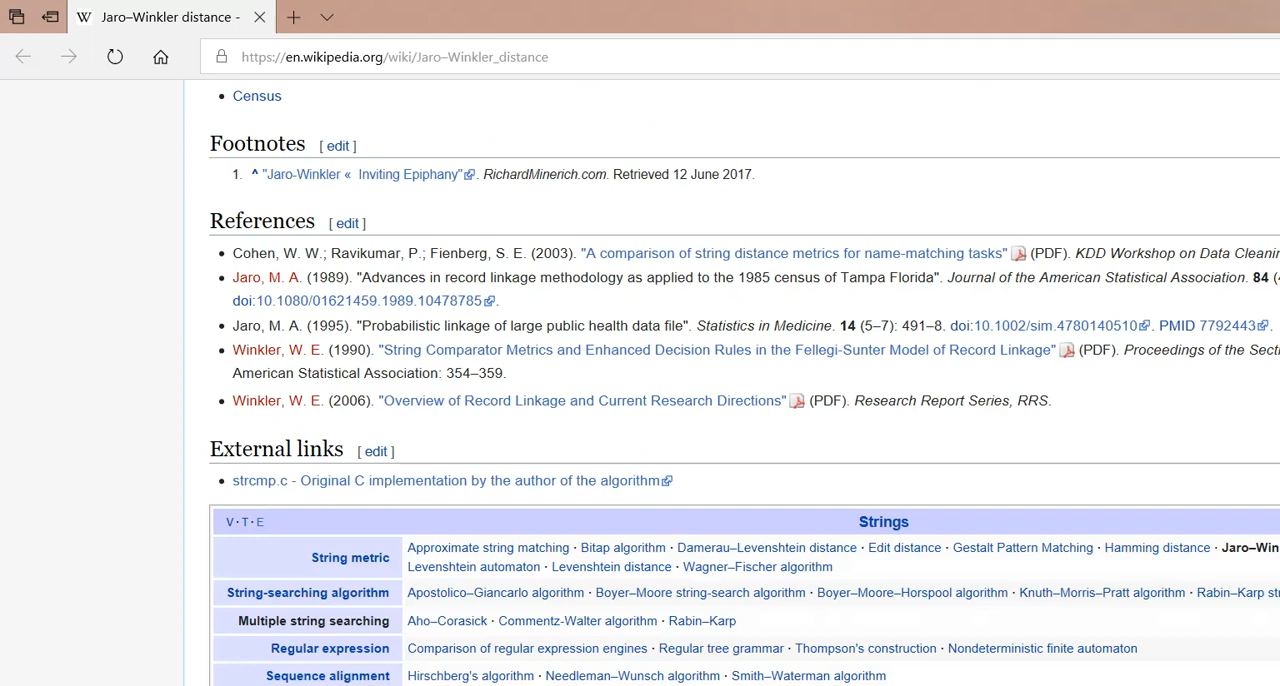 Jaro–Winkler distance -
https://en.wikipedia.org/wiki/Jaro–Winkler_distance
• Census
Footnotes [ edit ]
1. ^ "Jaro-Winkler « Inviting Epiphany". RichardMinerich.com. Retrieved 12 June 2017.
References [ edit ]
• Cohen, W. W.; Ravikumar, P.; Fienberg, S. E. (2003). "A comparison of string distance metrics for name-matching tasks" (PDF). KDD Workshop on Data Cleanin
• Jaro, M. A. (1989). "Advances in record linkage methodology as applied to the 1985 census of Tampa Florida". Journal of the American Statistical Association. 84 (
doi:10.1080/01621459.1989.10478785.
• Jaro, M. A. (1995). "Probabilistic linkage of large public health data file". Statistics in Medicine. 14 (5–7): 491–8. doi:10.1002/sim.4780140510. PMID 7792443.
• Winkler, W. E. (1990). "String Comparator Metrics and Enhanced Decision Rules in the Fellegi-Sunter Model of Record Linkage" (PDF). Proceedings of the Secti
American Statistical Association: 354–359.
• Winkler, W. E. (2006). "Overview of Record Linkage and Current Research Directions" (PDF). Research Report Series, RRS.
External links [ edit ]
• strcmp.c - Original C implementation by the author of the algorithm
V · T · E Strings
String metric Approximate string matching · Bitap algorithm · Damerau–Levenshtein distance · Edit distance · Gestalt Pattern Matching · Hamming distance · Jaro–Win
Levenshtein automaton · Levenshtein distance · Wagner–Fischer algorithm
String-searching algorithm Apostolico–Giancarlo algorithm · Boyer–Moore string-search algorithm · Boyer–Moore–Horspool algorithm · Knuth–Morris–Pratt algorithm · Rabin–Karp st
Multiple string searching Aho–Corasick · Commentz-Walter algorithm · Rabin–Karp
Regular expression Comparison of regular expression engines · Regular tree grammar · Thompson's construction · Nondeterministic finite automaton
Sequence alignment Hirschberg's algorithm · Needleman–Wunsch algorithm · Smith–Waterman algorithm